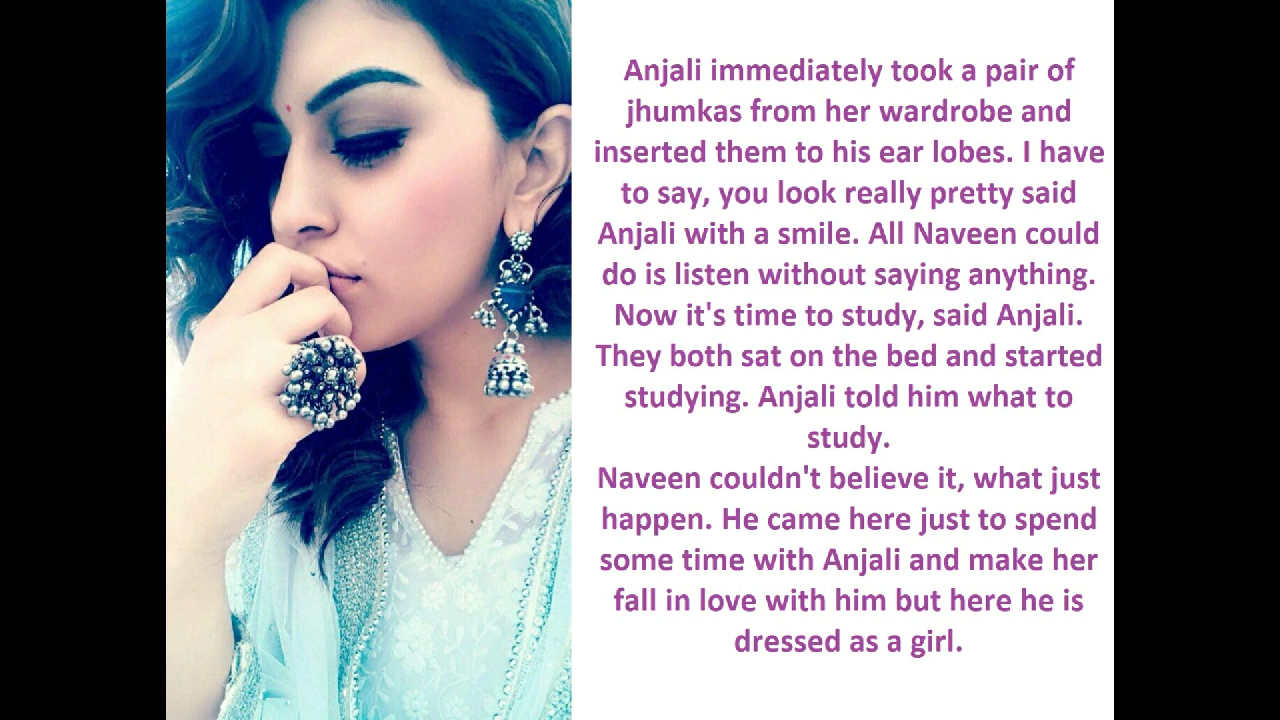 Anjali immediately took a pair of
jhumkas from her wardrobe and
inserted them to his ear lobes. I have
to say, you look really pretty said
Anjali with a smile. All Naveen could
do is listen without saying anything.
Now it's time to study, said Anjali.
They both sat on the bed and started
studying. Anjali told him what to
study.
Naveen couldn't believe it, what just
happen. He came here just to spend
some time with Anjali and make her
fall in love with him but here he is
dressed as a girl.